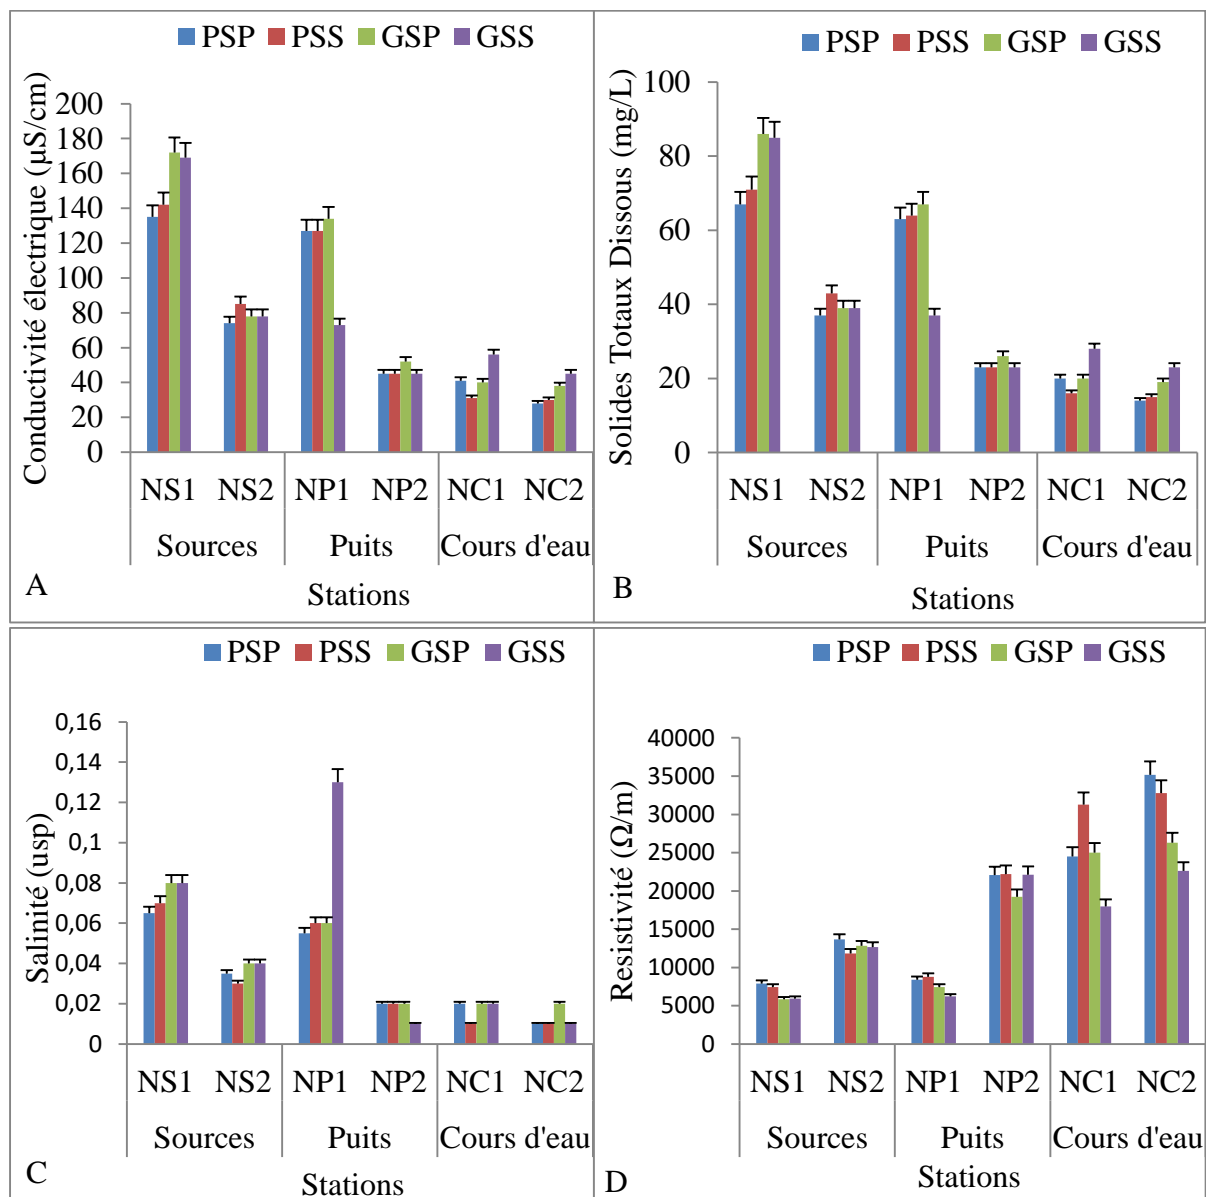 PSP PSS GSP GSS
Conductivité électrique (µS/cm)
200
180
160
140
120
100
80
60
40
20
0
NS1 NS2 NP1 NP2 NC1 NC2
Sources Puits Cours d'eau
A
Stations
PSP PSS GSP GSS
Solides Totaux Dissous (mg/L)
100
80
60
40
20
0
NS1 NS2 NP1 NP2 NC1 NC2
Sources Puits Cours d'eau
B
Stations
PSP PSS GSP GSS
Salinité (usp)
0,16
0,14
0,12
0,1
0,08
0,06
0,04
0,02
0
NS1 NS2 NP1 NP2 NC1 NC2
Sources Puits Cours d'eau
C
Stations
PSP PSS GSP GSS
Resistivité (Ω/m)
40000
35000
30000
25000
20000
15000
10000
5000
0
NS1 NS2 NP1 NP2 NC1 NC2
Sources Puits Cours d'eau
D
Stations